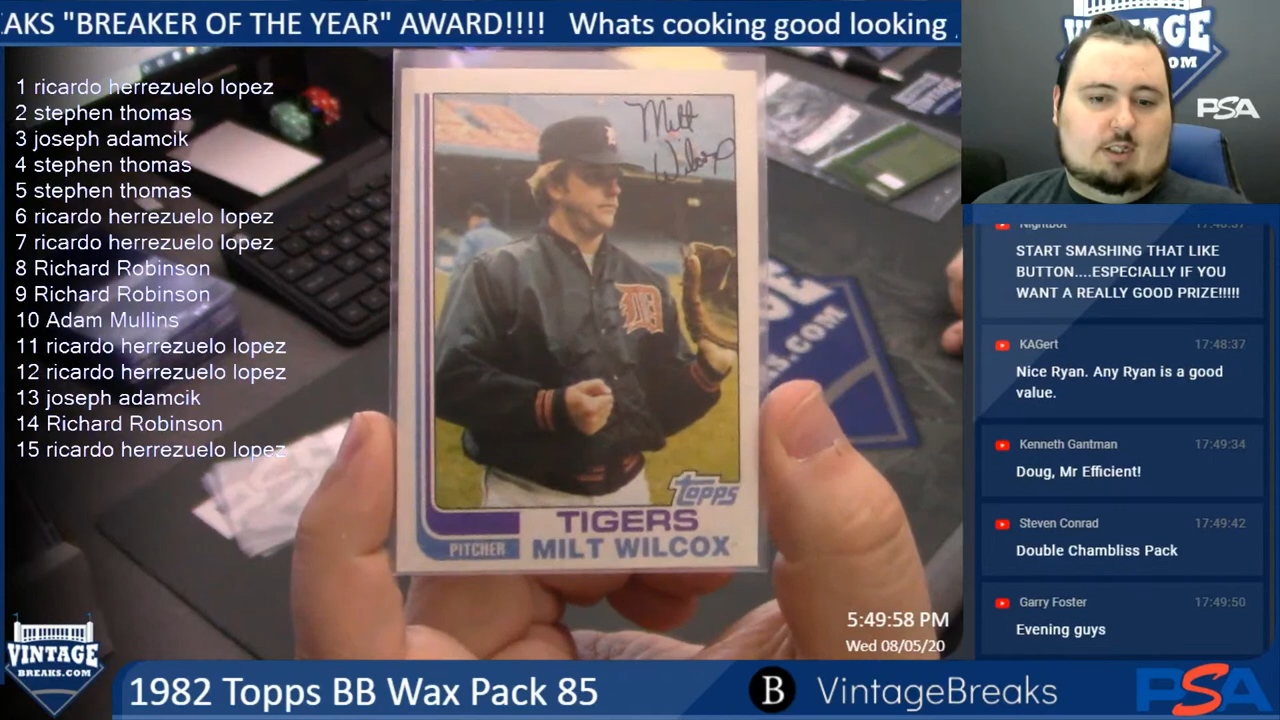 AKS "BREAKER OF THE YEAR" AWARD!!!! Whats cooking good looking
1 ricardo herrezuelo lopez
2 stephen thomas
3 joseph adamcik
4 stephen thomas
5 stephen thomas
6 ricardo herrezuelo lopez
7 ricardo herrezuelo lopez
8 Richard Robinson
9 Richard Robinson
10 Adam Mullins
11 ricardo herrezuelo lopez
12 ricardo herrezuelo lopez
13 joseph adamcik
14 Richard Robinson
15 ricardo herrezuelo lopez
Milt
Wilcox
Topps
TIGERS
PITCHER MILT WILCOX
VINTAGE
.COM
PSA
Nightbot
START SMASHING THAT LIKE
BUTTON....ESPECIALLY IF YOU
WANT A REALLY GOOD PRIZE!!!!!
KAGert 17:48:37
Nice Ryan. Any Ryan is a good
value.
Kenneth Gantman 17:49:34
Doug, Mr Efficient!
Steven Conrad 17:49:42
Double Chambliss Pack
Garry Foster 17:49:50
Evening guys
5:49:58 PM
Wed 08/05/20
VINTAGE
BREAKS.COM
1982 Topps BB Wax Pack 85
B VintageBreaks
PSA